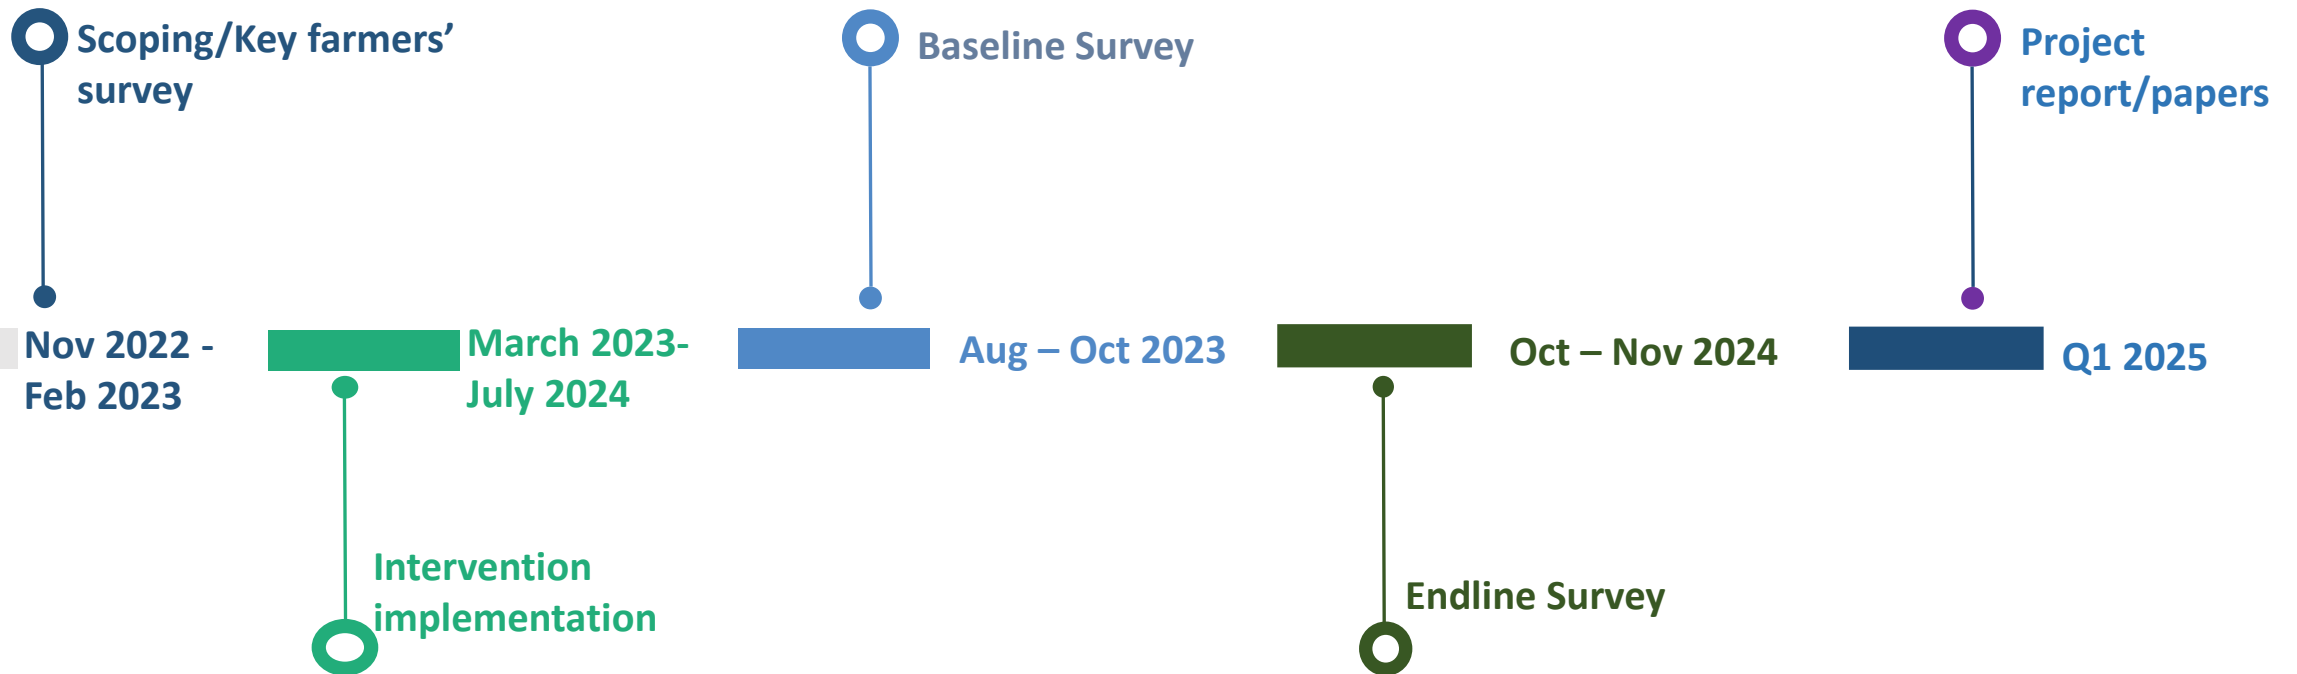 Scoping/Key farmers’
survey
Baseline Survey
Project
report/papers
Nov 2022 -
Feb 2023
March 2023-
July 2024
Aug – Oct 2023
Oct – Nov 2024
Q1 2025
Intervention
implementation
Endline Survey